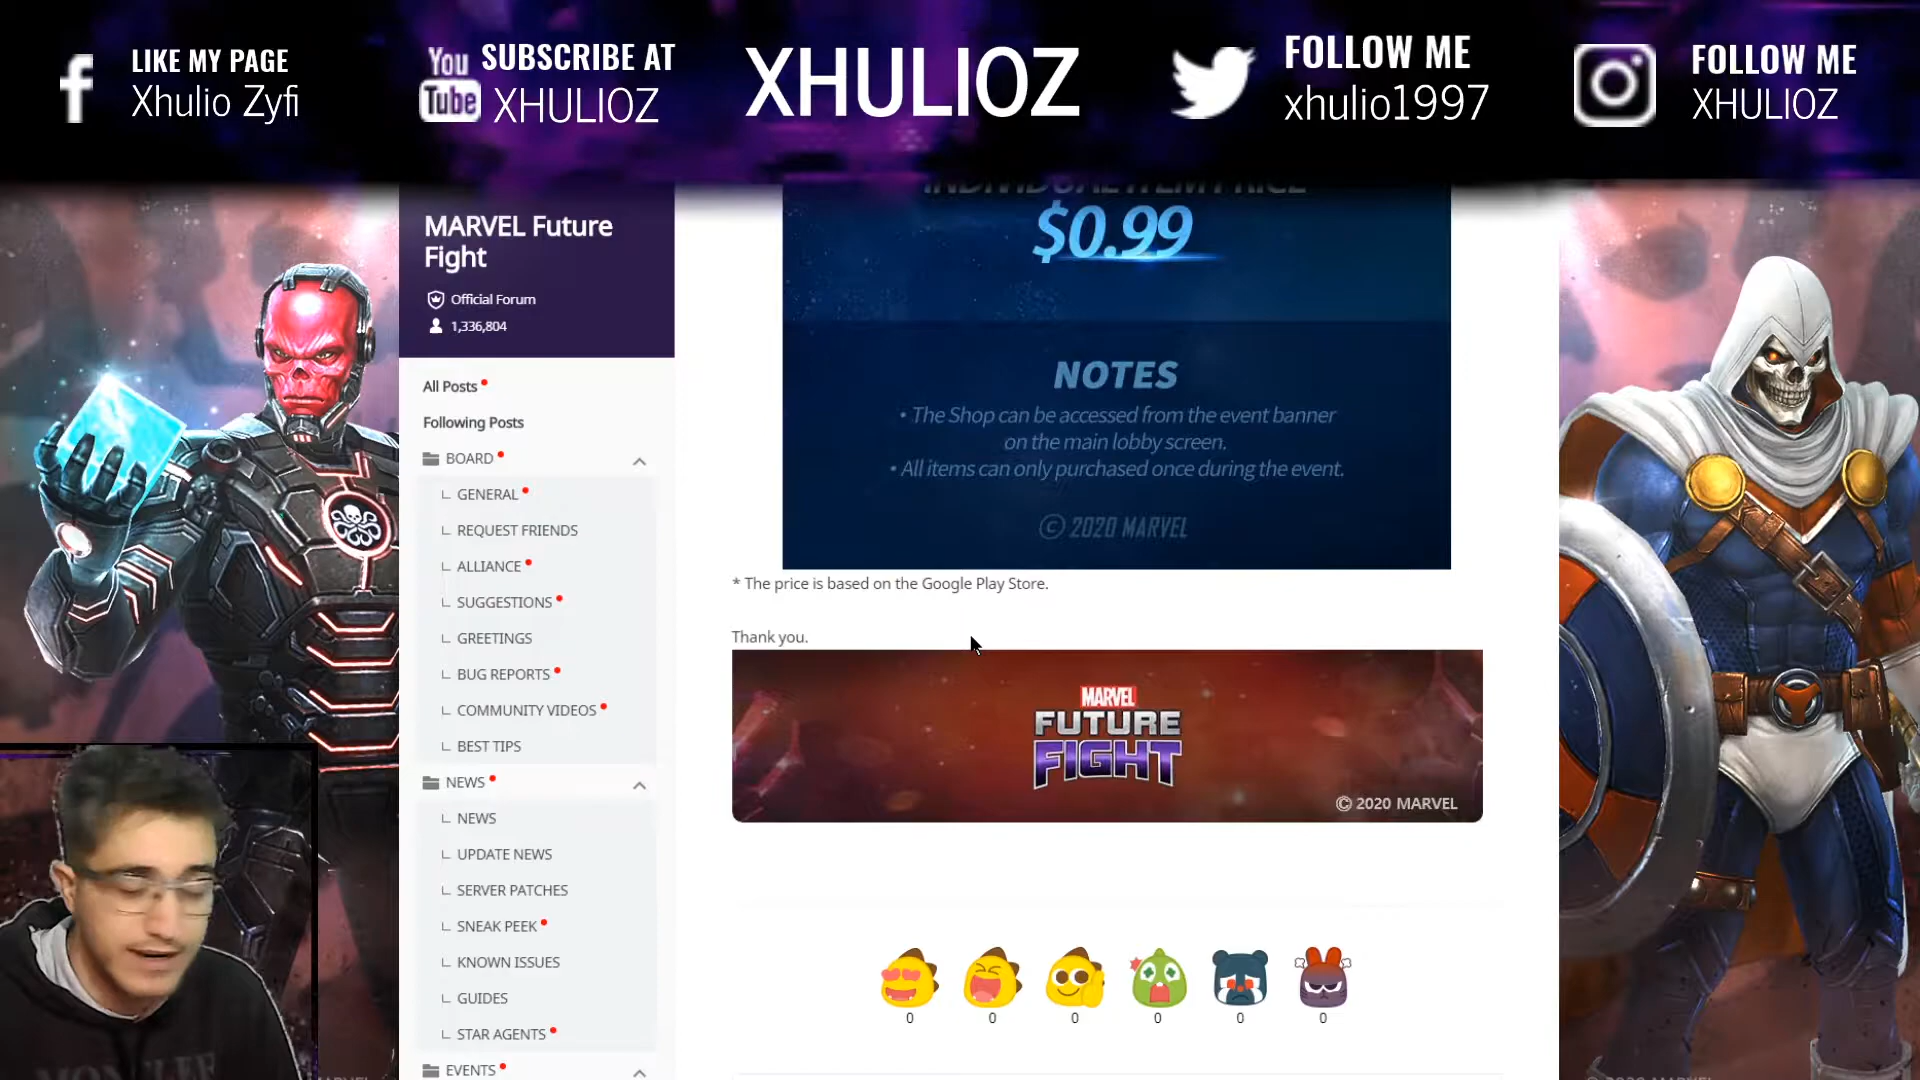 LIKE MY PAGE
Xhulio Zyfi
You
Tube
SUBSCRIBE AT
XHULIOZ
XHULIOZ
FOLLOW ME
xhulio1997
FOLLOW ME
XHULIOZ
MARVEL Future
Fight
Official Forum
1,336,804
All Posts
Following Posts
BOARD
GENERAL
REQUEST FRIENDS
ALLIANCE
SUGGESTIONS
GREETINGS
BUG REPORTS
COMMUNITY VIDEOS
BEST TIPS
NEWS
NEWS
UPDATE NEWS
SERVER PATCHES
SNEAK PEEK
KNOWN ISSUES
GUIDES
STAR AGENTS
EVENTS
INDIVIDUAL ITEM PRICE
$0.99
NOTES
• The Shop can be accessed from the event banner
on the main lobby screen.
• All items can only purchased once during the event.
© 2020 MARVEL
* The price is based on the Google Play Store.
Thank you.
MARVEL
FUTURE
FIGHT
© 2020 MARVEL
0
0
0
0
0
0